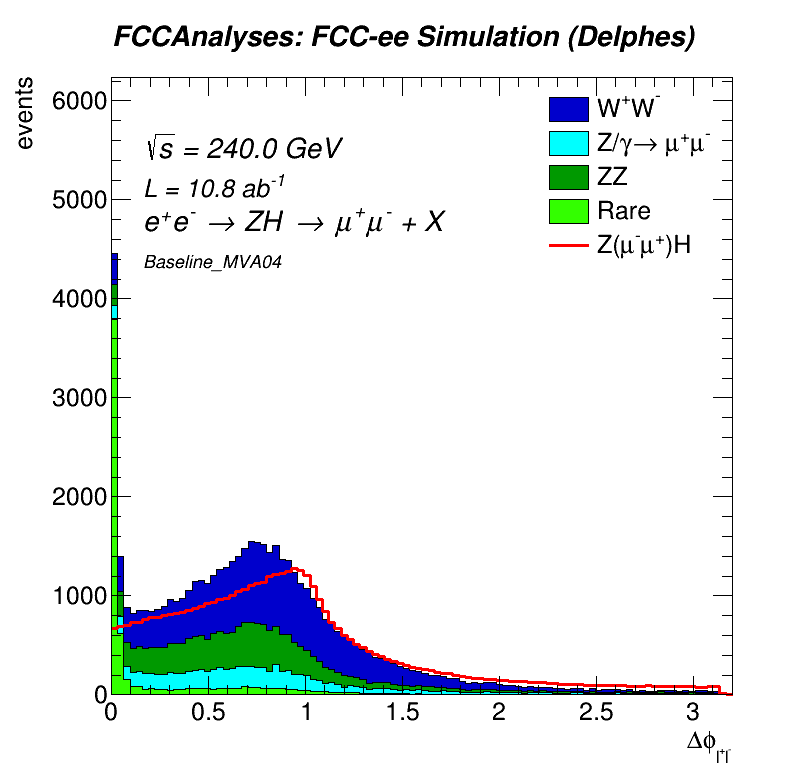 FCCAnalyses: FCC-ee Simulation (Delphes)
events
6000
5000
4000
3000
2000
1000
0
√s = 240.0 GeV
L = 10.8 ab⁻¹
e⁺e⁻ → ZH → μ⁺μ⁻ + X
Baseline_MVA04
W⁺W⁻
Z/γ→ μ⁺μ⁻
ZZ
Rare
Z(μ⁻μ⁺)H
0 0.5 1 1.5 2 2.5 3
Δϕ_l⁺l⁻